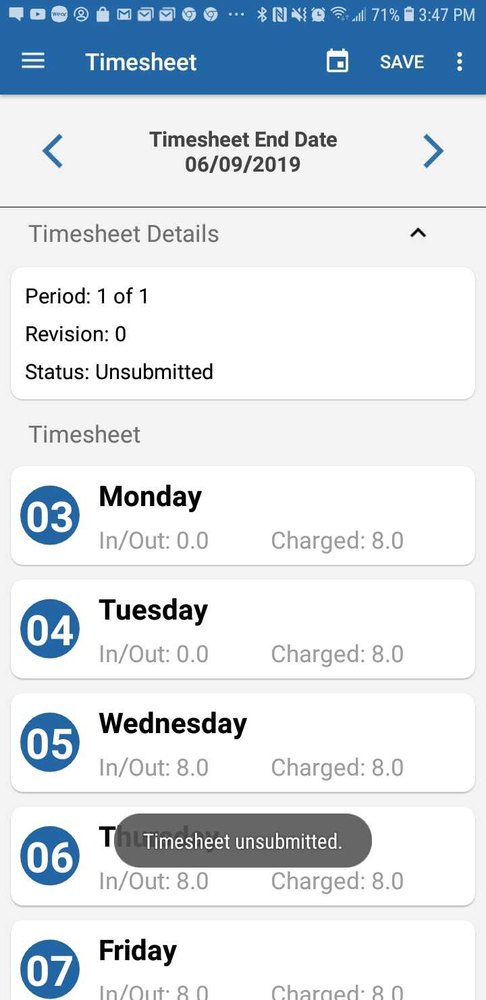 71% 3:47 PM
Timesheet SAVE
Timesheet End Date
06/09/2019
Timesheet Details
Period: 1 of 1
Revision: 0
Status: Unsubmitted
Timesheet
03 Monday
In/Out: 0.0 Charged: 8.0
04 Tuesday
In/Out: 0.0 Charged: 8.0
05 Wednesday
In/Out: 8.0 Charged: 8.0
06 Thursday
Timesheet unsubmitted.
In/Out: 8.0 Charged: 8.0
07 Friday
In/Out: 8.0 Charged: 8.0